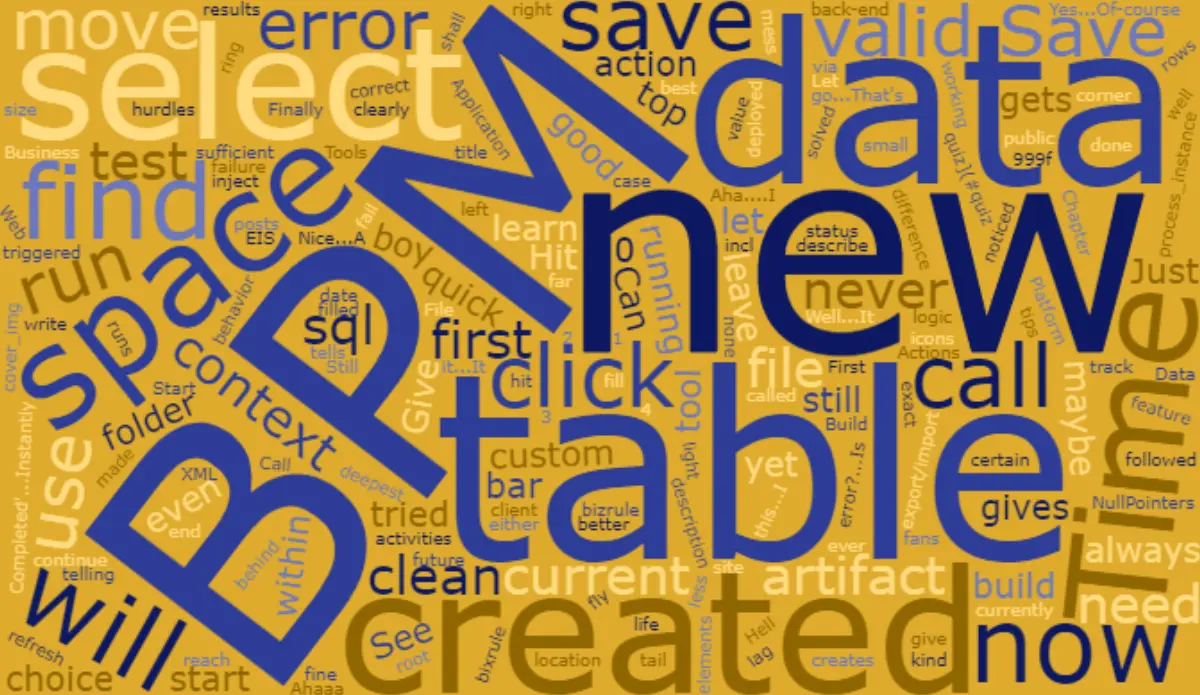 move
results
error
right
save
back-end
Yes...Of-course
select
ring
shall
action
mess
valid
Save
rows
size
hurdles
Finally
correct
clearly
Application
top
best
via
Let
go...That's
working
data
gets
corner
well
Business
test
sufficient
Tools
title
good
value
deployed
solved
small
public
999f
done
find
failure
inject
case
Aha....I
quiz](#quiz
Web
triggered
posts
EIS
Nice...A
fail
left
learn
let
incl
status
describe
difference
noticed
Chapter
process_instance
space
BPM
boy
Hit
far
new
run
behavior
date
filled
sql
quick
oCan
running
leave
never
Well...It
logic
Platform
tips
Just
cover_img
write
runs
context
tells
Still
File
first
it...It
2
1
none
icons
Actions
Time
Start
folder
Give
click
hit
fill
tool
file
called
First
call
track
Data
still
Build
exact
maybe
feature
made
XML
Call
deepest
3
4
table
use
even
end
custom
bar
client
either
bizrule
better
light
yet
certain
followed
Completed'...Instantly
continue
telling
behind
within
tried
activities
future
description
this...I
error?...Is
export/import
fans
gives
NullPointers
always
will
clean
current
site
ever
artifact
build
currently
need
refresh
reach
See
root
created
fly
life
less
Hell
lag
give
kind
now
choice
start
fine
Ahaaa
bixrule
location
tail
elements
creates